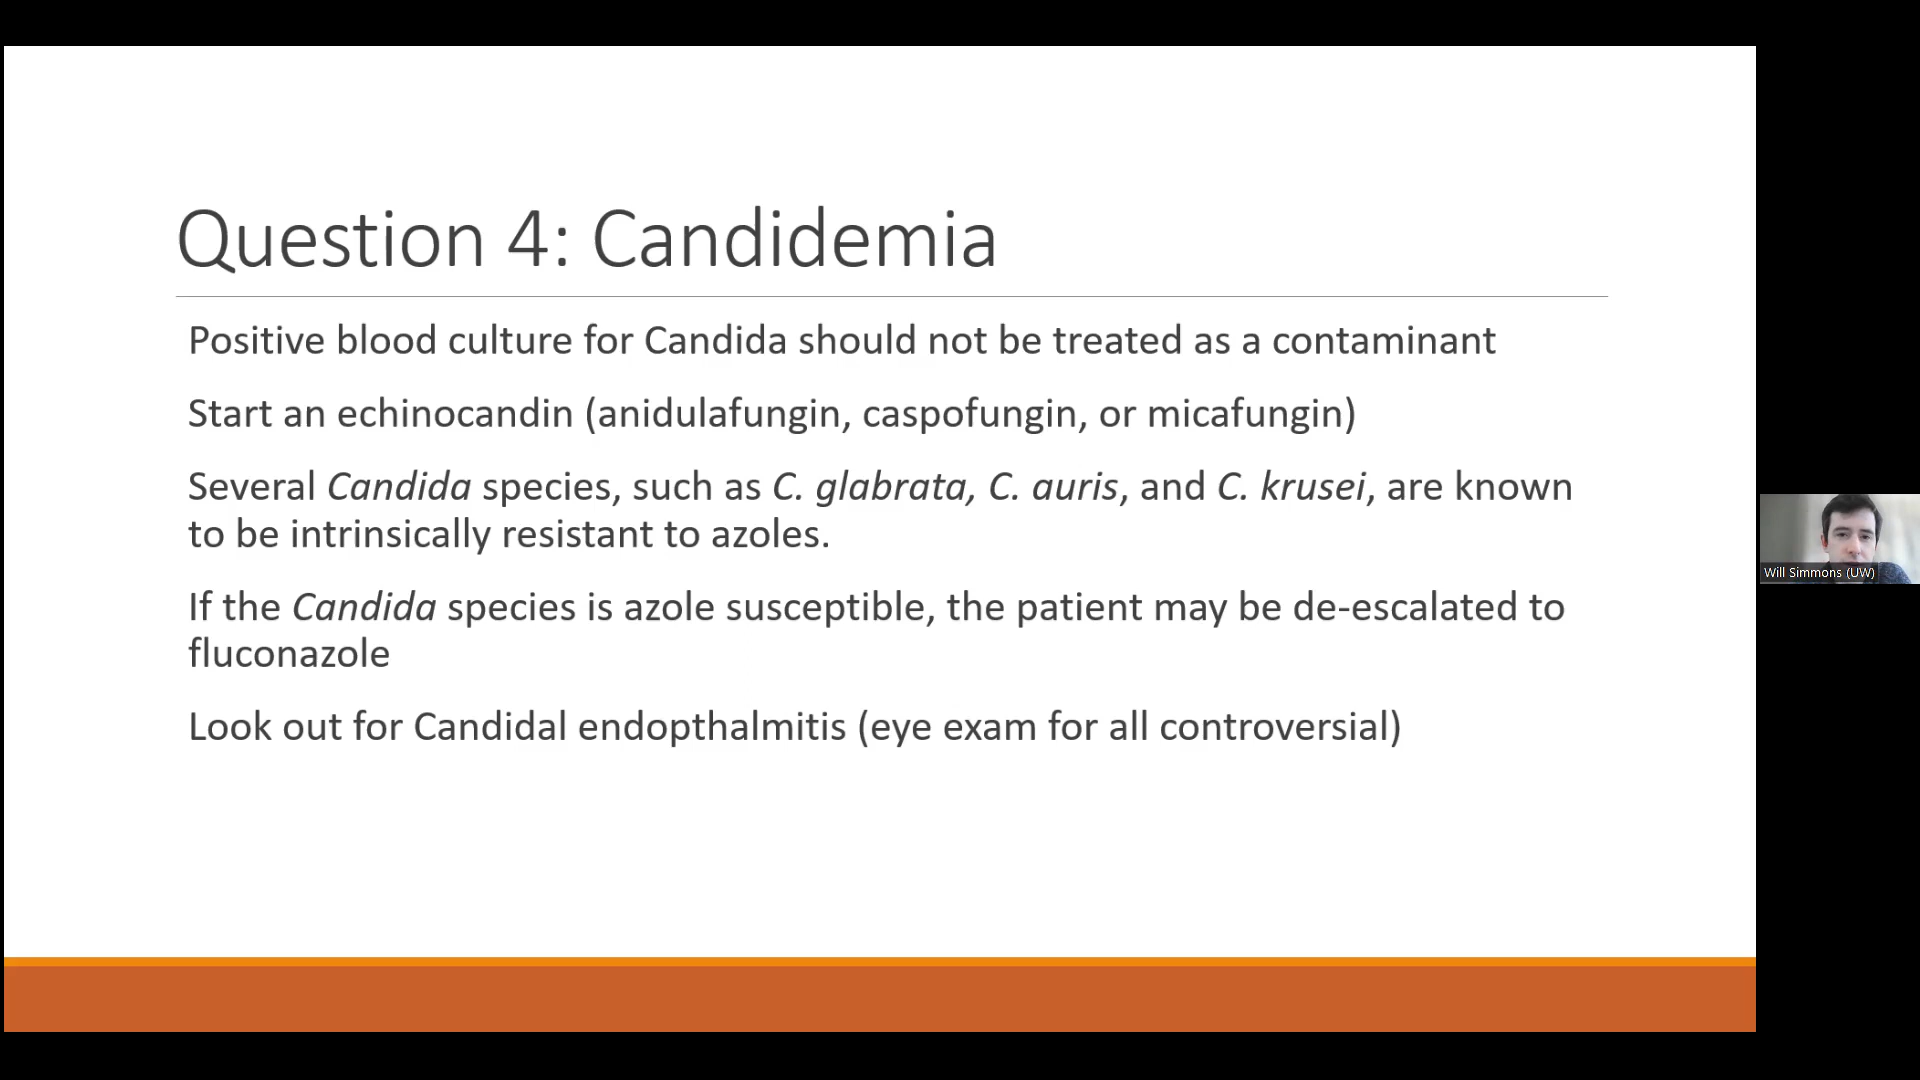 Question 4: Candidemia
Positive blood culture for Candida should not be treated as a contaminant
Start an echinocandin (anidulafungin, caspofungin, or micafungin)
Several Candida species, such as C. glabrata, C. auris, and C. krusei, are known
to be intrinsically resistant to azoles.
If the Candida species is azole susceptible, the patient may be de-escalated to
fluconazole
Look out for Candidal endopthalmitis (eye exam for all controversial)
Will Simmons (UW)